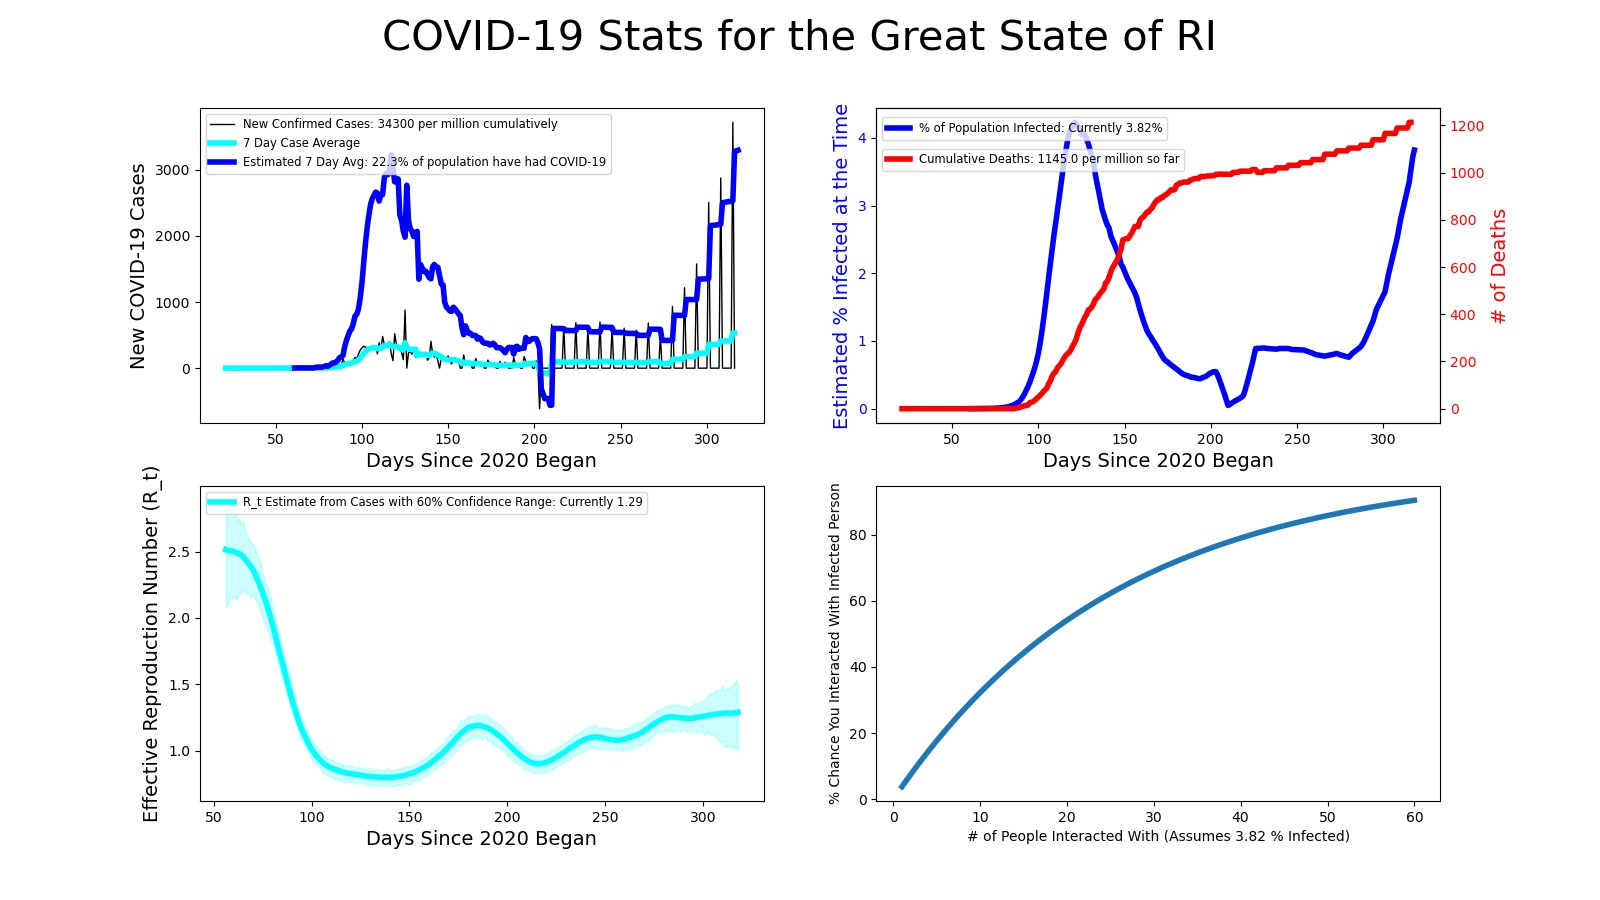 COVID-19 Stats for the Great State of RI
New COVID-19 Cases
3000
2000
1000
0
New Confirmed Cases: 34300 per million cumulatively
7 Day Case Average
Estimated 7 Day Avg: 22.3% of population have had COVID-19
50 100 150 200 250 300
Days Since 2020 Began
Estimated % Infected at the Time
4
3
2
1
0
% of Population Infected: Currently 3.82%
Cumulative Deaths: 1145.0 per million so far
1200
1000
800
600
400
200
0
# of Deaths
50 100 150 200 250 300
Days Since 2020 Began
Effective Reproduction Number (R_t)
2.5
2.0
1.5
1.0
R_t Estimate from Cases with 60% Confidence Range: Currently 1.29
50 100 150 200 250 300
Days Since 2020 Began
% Chance You Interacted With Infected Person
80
60
40
20
0
0 10 20 30 40 50 60
# of People Interacted With (Assumes 3.82 % Infected)